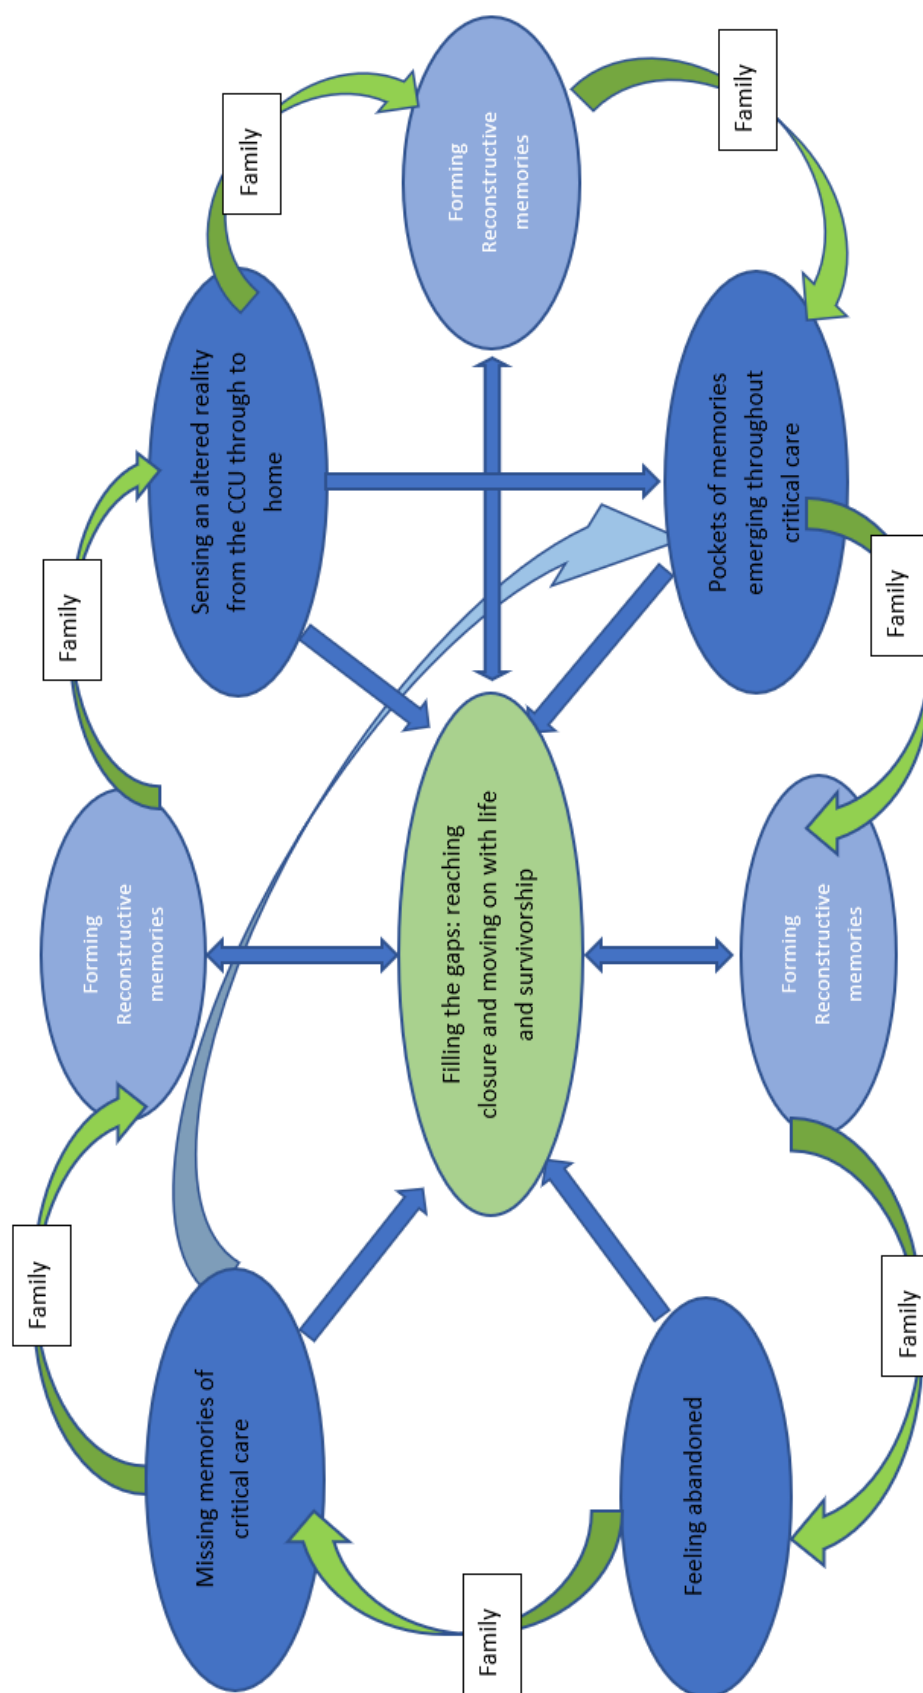 Family
Family
Family
Missing memories of
critical care
Forming
Reconstructive
memories
Sensing an altered reality
from the CCU through to
home
Family
Filling the gaps: reaching
closure and moving on with life
and survivorship
Forming
Reconstructive
memories
Feeling abandoned
Forming
Reconstructive
memories
Pockets of memories
emerging throughout
critical care
Family
Family
Family